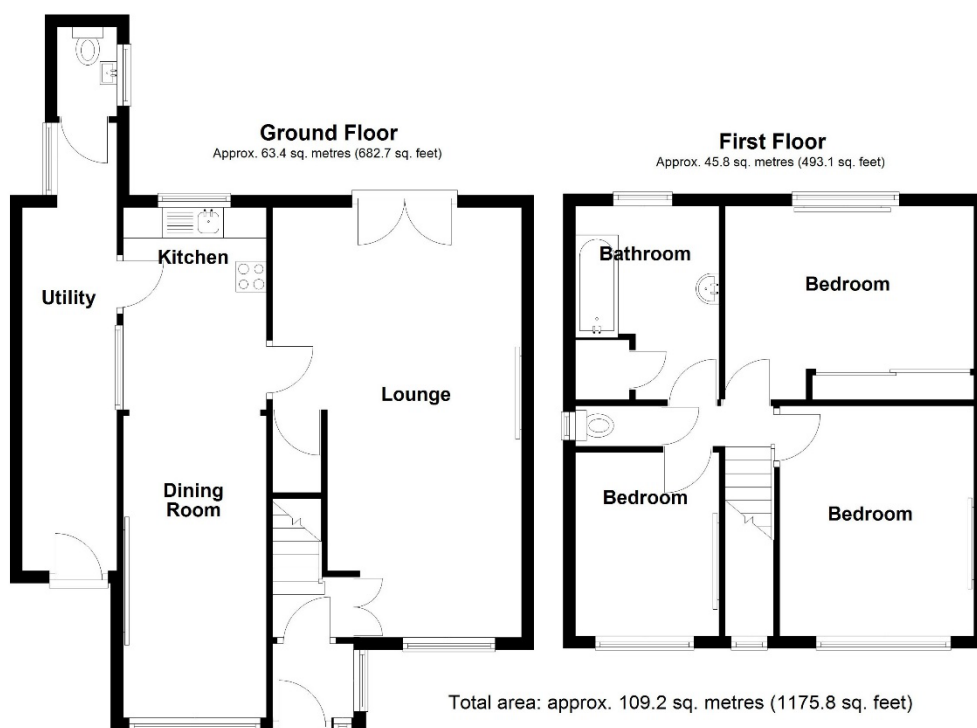 Ground Floor
Approx. 63.4 sq. metres (682.7 sq. feet)
Kitchen
Utility
Lounge
Dining
Room
First Floor
Approx. 45.8 sq. metres (493.1 sq. feet)
Bathroom
Bedroom
Bedroom
Bedroom
Total area: approx. 109.2 sq. metres (1175.8 sq. feet)